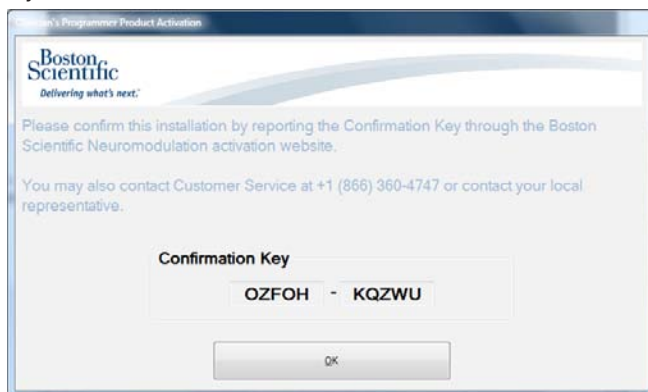 Clinician's Programmer Product Activation
Boston
Scientific
Delivering what's next.™
Please confirm this installation by reporting the Confirmation Key through the Boston
Scientific Neuromodulation activation website.
You may also contact Customer Service at +1 (866) 360-4747 or contact your local
representative.
Confirmation Key
OZFOH - KQZWU
OK